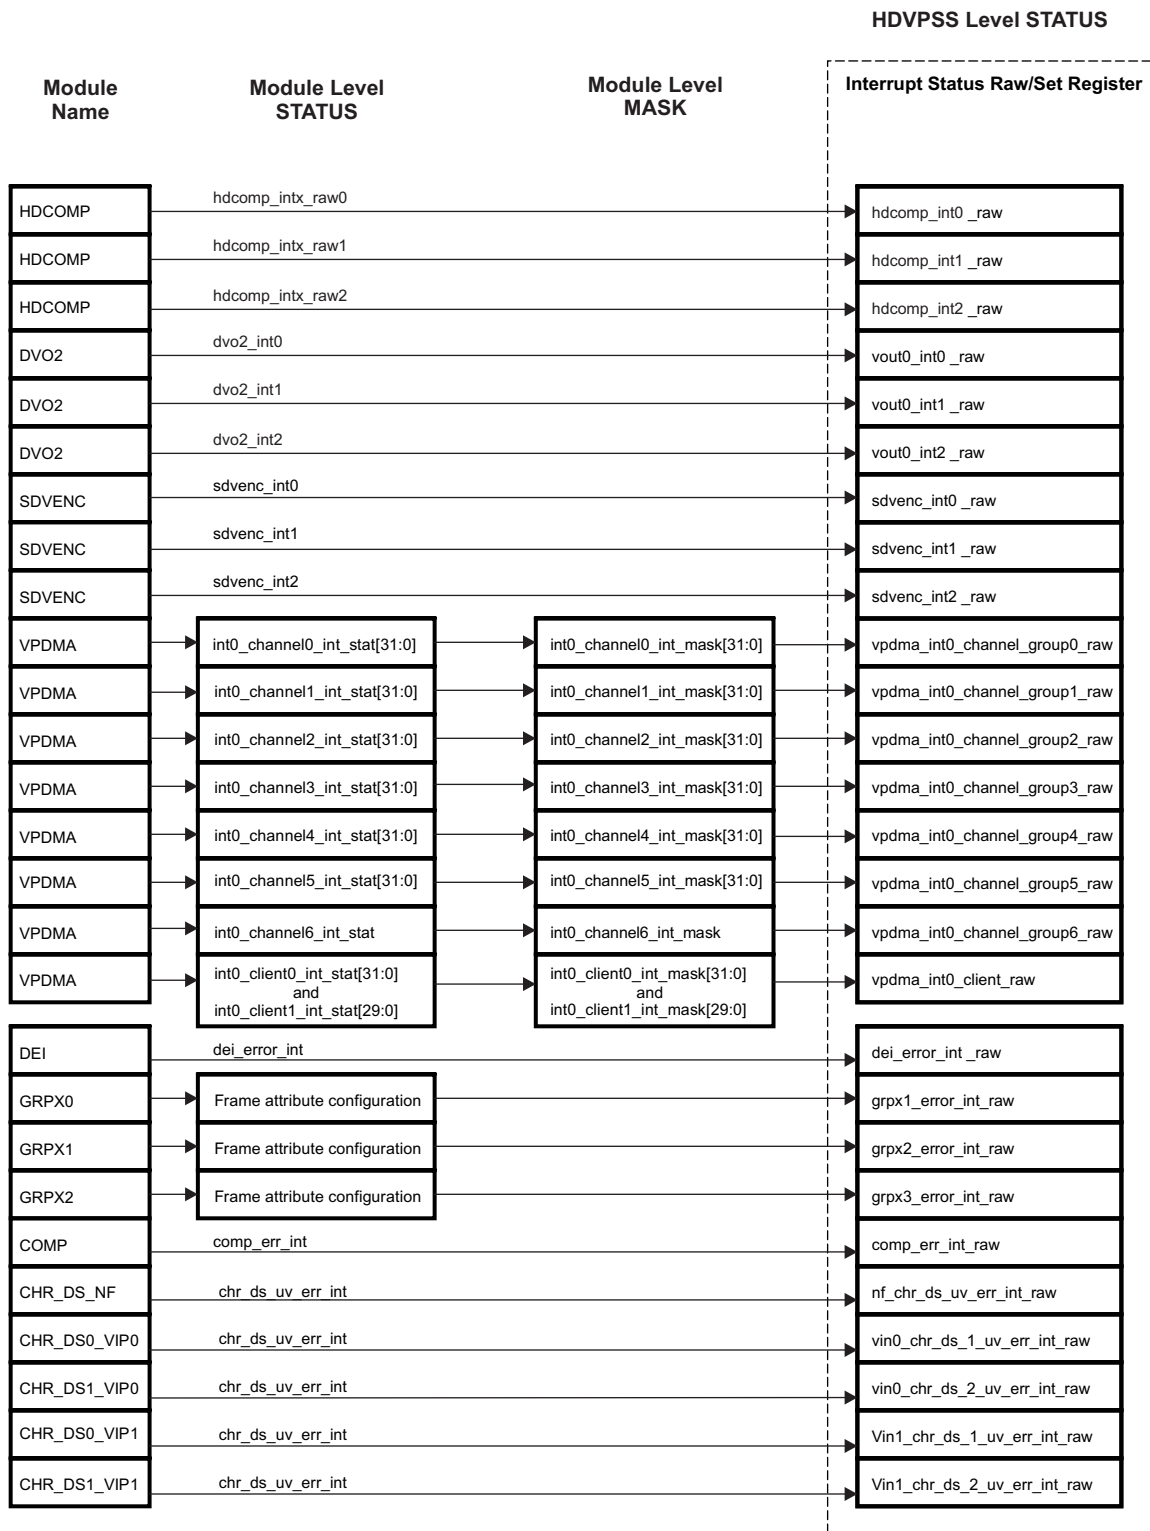 HDVPSS Level STATUS
Module Name
Module Level STATUS
Module Level MASK
Interrupt Status Raw/Set Register
HDCOMP hdcomp_intx_raw0 hdcomp_int0 _raw
HDCOMP hdcomp_intx_raw1 hdcomp_int1 _raw
HDCOMP hdcomp_intx_raw2 hdcomp_int2 _raw
DVO2 dvo2_int0 vout0_int0 _raw
DVO2 dvo2_int1 vout0_int1 _raw
DVO2 dvo2_int2 vout0_int2 _raw
SDVENC sdvenc_int0 sdvenc_int0 _raw
SDVENC sdvenc_int1 sdvenc_int1 _raw
SDVENC sdvenc_int2 sdvenc_int2 _raw
VPDMA int0_channel0_int_stat[31:0] int0_channel0_int_mask[31:0] vpdma_int0_channel_group0_raw
VPDMA int0_channel1_int_stat[31:0] int0_channel1_int_mask[31:0] vpdma_int0_channel_group1_raw
VPDMA int0_channel2_int_stat[31:0] int0_channel2_int_mask[31:0] vpdma_int0_channel_group2_raw
VPDMA int0_channel3_int_stat[31:0] int0_channel3_int_mask[31:0] vpdma_int0_channel_group3_raw
VPDMA int0_channel4_int_stat[31:0] int0_channel4_int_mask[31:0] vpdma_int0_channel_group4_raw
VPDMA int0_channel5_int_stat[31:0] int0_channel5_int_mask[31:0] vpdma_int0_channel_group5_raw
VPDMA int0_channel6_int_stat int0_channel6_int_mask vpdma_int0_channel_group6_raw
VPDMA int0_client0_int_stat[31:0] int0_client0_int_mask[31:0] vpdma_int0_client_raw
and and
int0_client1_int_stat[29:0] int0_client1_int_mask[29:0]
DEI dei_error_int dei_error_int _raw
GRPX0 Frame attribute configuration grpx1_error_int_raw
GRPX1 Frame attribute configuration grpx2_error_int_raw
GRPX2 Frame attribute configuration grpx3_error_int_raw
COMP comp_err_int comp_err_int_raw
CHR_DS_NF chr_ds_uv_err_int nf_chr_ds_uv_err_int_raw
CHR_DS0_VIP0 chr_ds_uv_err_int vin0_chr_ds_1_uv_err_int_raw
CHR_DS1_VIP0 chr_ds_uv_err_int vin0_chr_ds_2_uv_err_int_raw
CHR_DS0_VIP1 chr_ds_uv_err_int Vin1_chr_ds_1_uv_err_int_raw
CHR_DS1_VIP1 chr_ds_uv_err_int Vin1_chr_ds_2_uv_err_int_raw